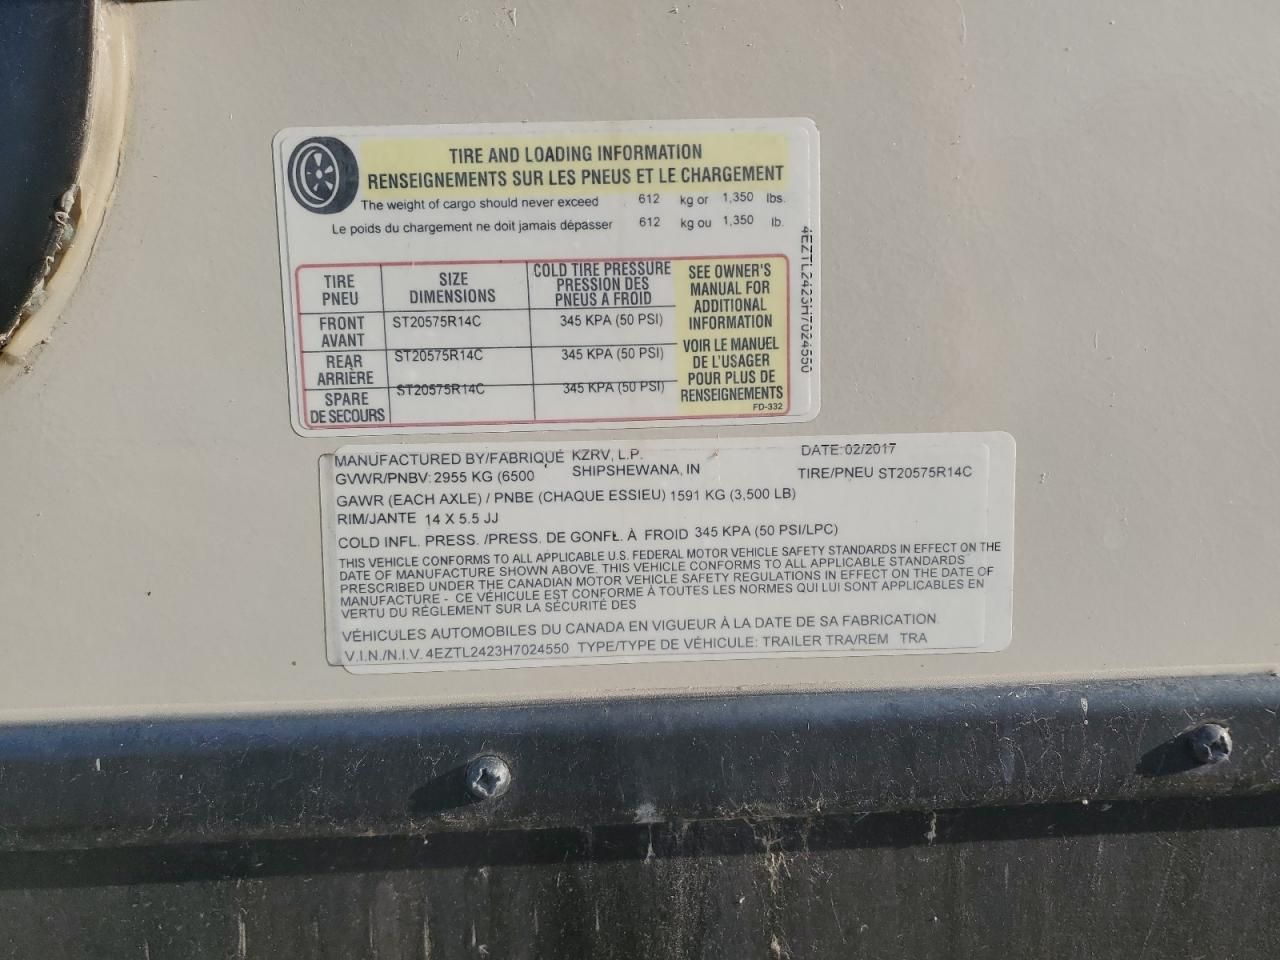 TIRE AND LOADING INFORMATION
RENSEIGNEMENTS SUR LES PNEUS ET LE CHARGEMENT
The weight of cargo should never exceed 612 kg or 1,350 lbs.
Le poids du chargement ne doit jamais dépasser 612 kg ou 1,350 lb.
TIRE PNEU SIZE DIMENSIONS COLD TIRE PRESSURE PRESSION DES PNEUS A FROID
FRONT AVANT ST20575R14C 345 KPA (50 PSI)
REAR ARRIÈRE ST20575R14C 345 KPA (50 PSI)
SPARE DE SECOURS ST20575R14C 345 KPA (50 PSI)
SEE OWNER'S
MANUAL FOR
ADDITIONAL
INFORMATION
VOIR LE MANUEL
DE L'USAGER
POUR PLUS DE
RENSEIGNEMENTS
FD-332
4EZTL2423H7024550
MANUFACTURED BY/FABRIQUÉ KZRV, L.P. DATE: 02/2017
GVWR/PNBV: 2955 KG (6500 SHIPSHEWANA, IN TIRE/PNEU ST20575R14C
GAWR (EACH AXLE) / PNBE (CHAQUE ESSIEU) 1591 KG (3,500 LB)
RIM/JANTE 14 X 5.5 JJ
COLD INFL. PRESS. /PRESS. DE GONFL. À FROID 345 KPA (50 PSI/LPC)
THIS VEHICLE CONFORMS TO ALL APPLICABLE U.S. FEDERAL MOTOR VEHICLE SAFETY STANDARDS IN EFFECT ON THE
DATE OF MANUFACTURE SHOWN ABOVE. THIS VEHICLE CONFORMS TO ALL APPLICABLE STANDARDS
PRESCRIBED UNDER THE CANADIAN MOTOR VEHICLE SAFETY REGULATIONS IN EFFECT ON THE DATE OF
MANUFACTURE - CE VÉHICULE EST CONFORME À TOUTES LES NORMES QUI LUI SONT APPLICABLES EN
VERTU DU RÉGLEMENT SUR LA SÉCURITÉ DES
VÉHICULES AUTOMOBILES DU CANADA EN VIGUEUR À LA DATE DE SA FABRICATION.
V.I.N./N.I.V. 4EZTL2423H7024550 TYPE/TYPE DE VÉHICULE: TRAILER TRA/REM TRA